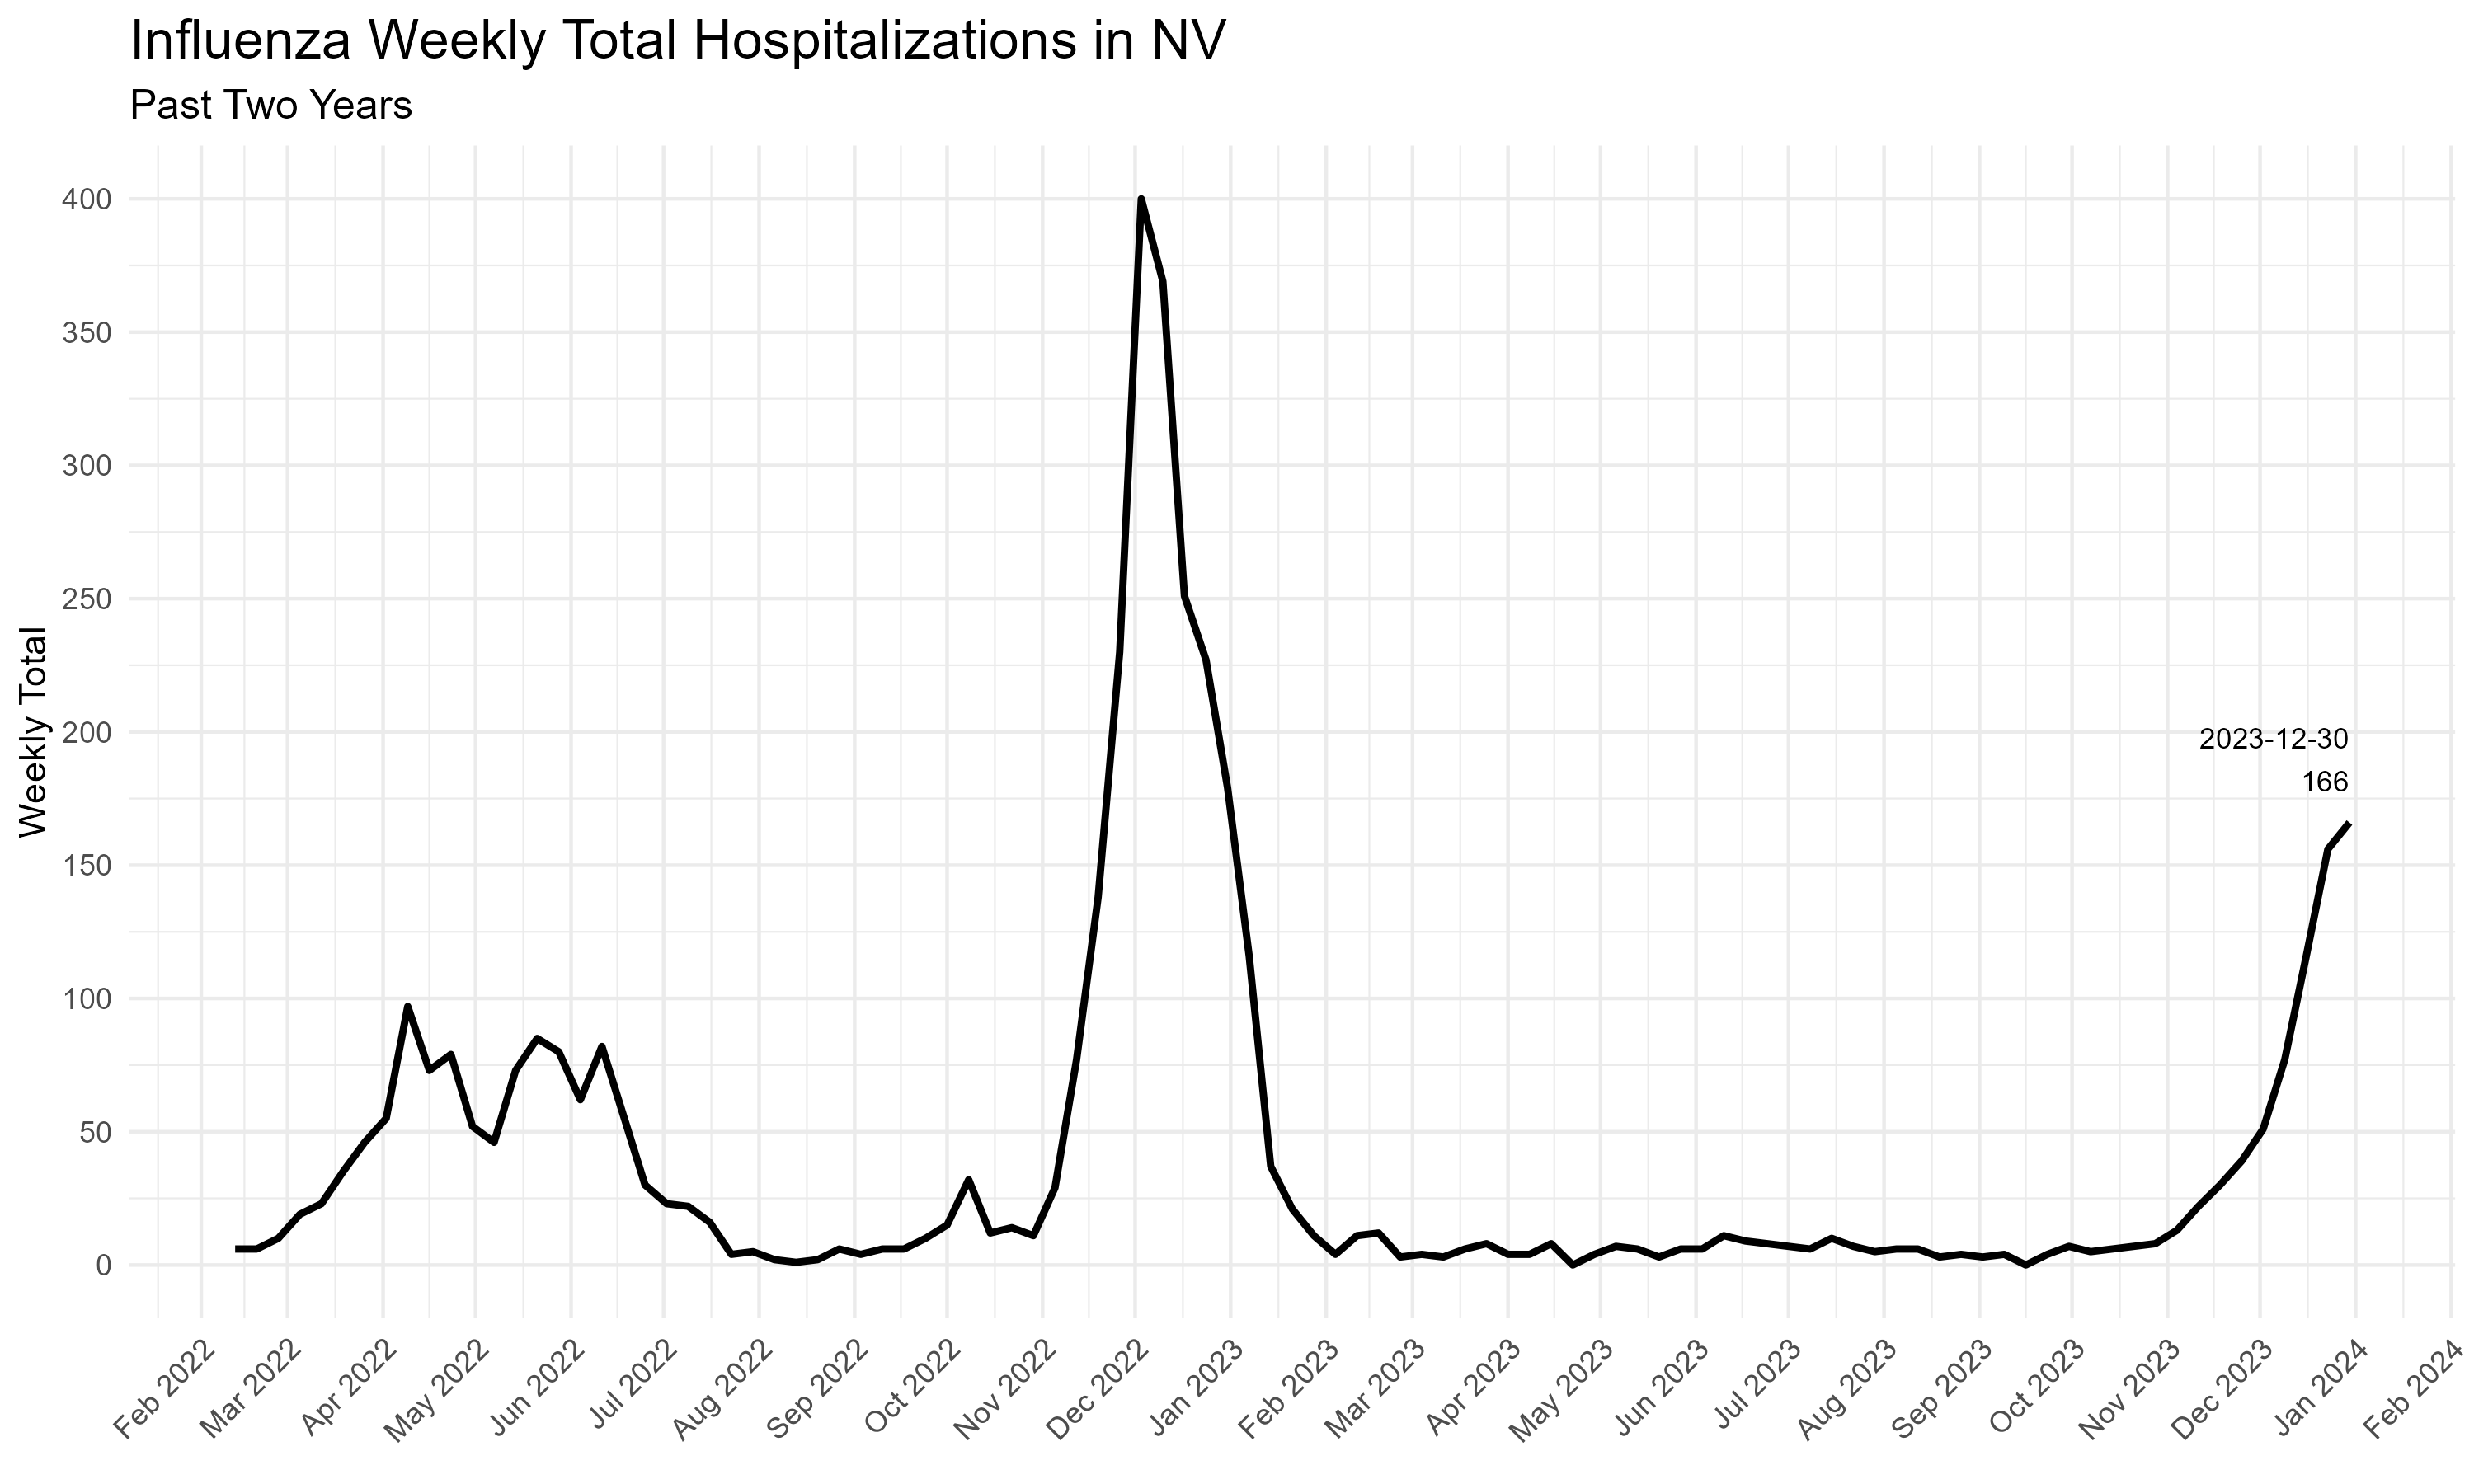 Influenza Weekly Total Hospitalizations in NV
Past Two Years
Weekly Total
400
350
300
250
200
150
100
50
0
2023-12-30
166
Feb 2022
Mar 2022
Apr 2022
May 2022
Jun 2022
Jul 2022
Aug 2022
Sep 2022
Oct 2022
Nov 2022
Dec 2022
Jan 2023
Feb 2023
Mar 2023
Apr 2023
May 2023
Jun 2023
Jul 2023
Aug 2023
Sep 2023
Oct 2023
Nov 2023
Dec 2023
Jan 2024
Feb 2024